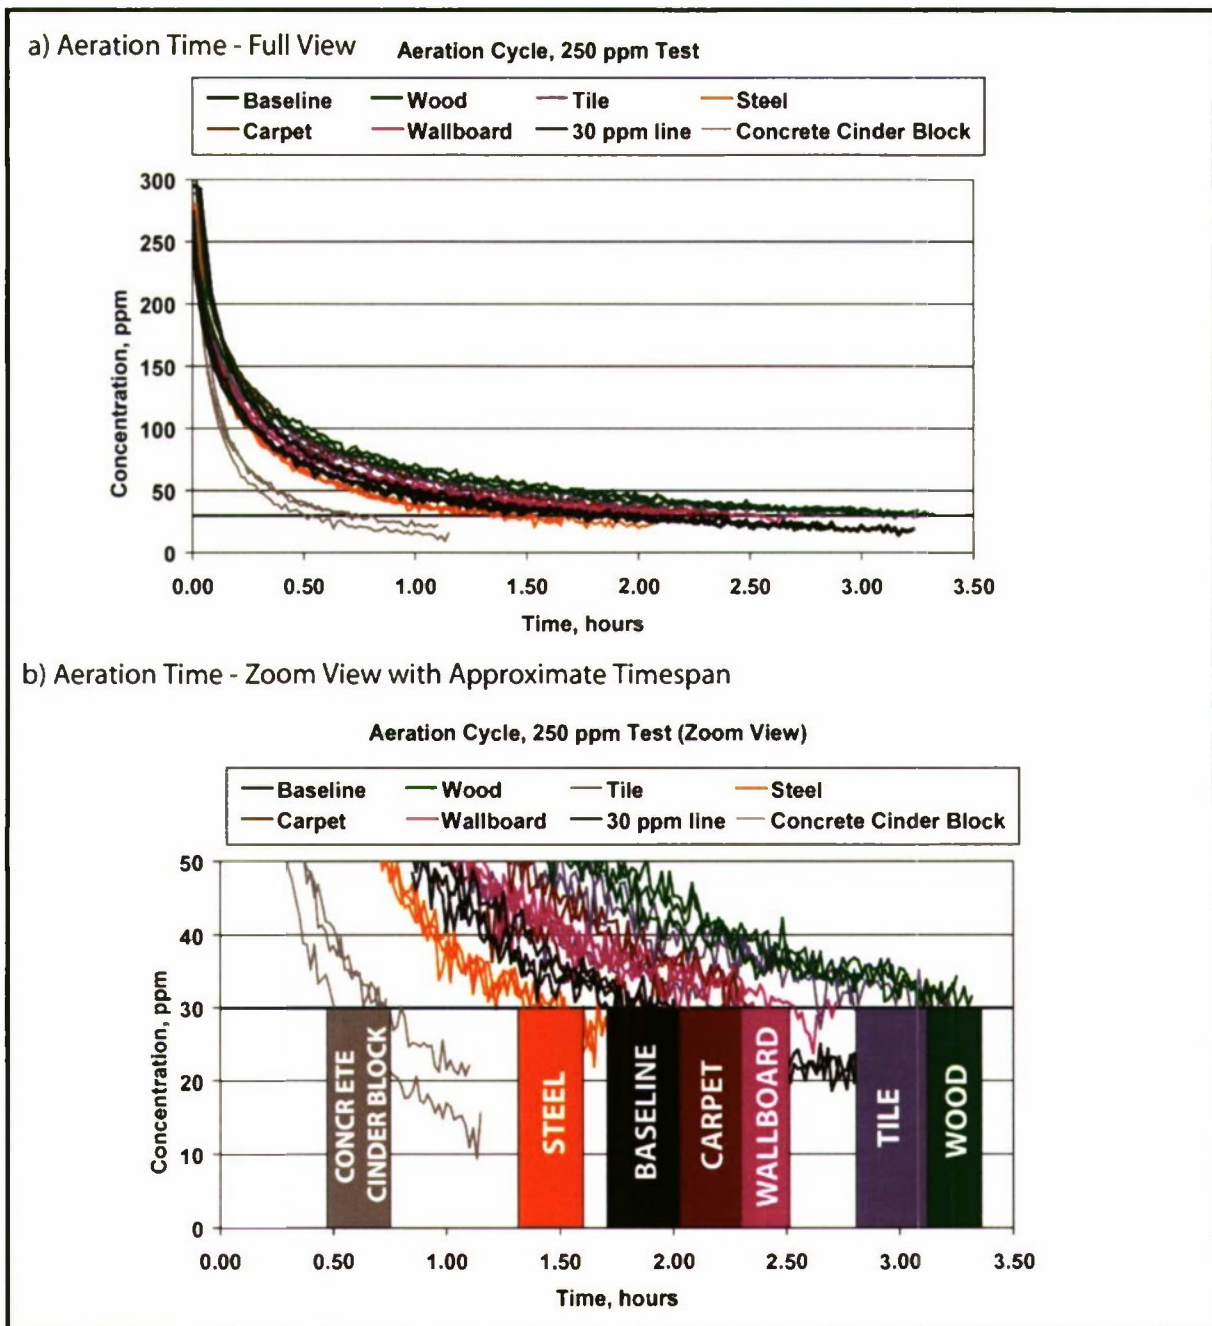 a) Aeration Time - Full View
Aeration Cycle, 250 ppm Test
Baseline Wood Tile Steel
Carpet Wallboard 30 ppm line Concrete Cinder Block
300
250
200
150
100
50
0
Concentration, ppm
0.00 0.50 1.00 1.50 2.00 2.50 3.00 3.50
Time, hours
b) Aeration Time - Zoom View with Approximate Timespan
Aeration Cycle, 250 ppm Test (Zoom View)
Baseline Wood Tile Steel
Carpet Wallboard 30 ppm line Concrete Cinder Block
50
40
30
20
10
0
Concentration, ppm
CONCRETE
CINDER BLOCK
STEEL
BASELINE
CARPET
WALLBOARD
TILE
WOOD
0.00 0.50 1.00 1.50 2.00 2.50 3.00 3.50
Time, hours